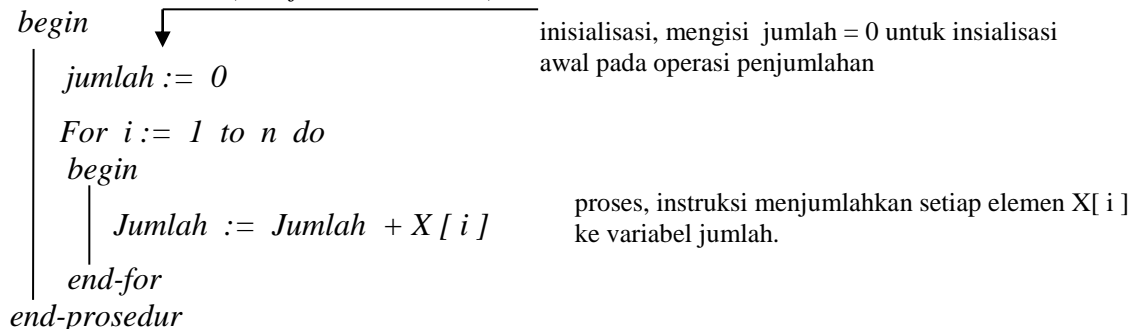 begin
inisialisasi, mengisi jumlah = 0 untuk insialisasi
awal pada operasi penjumlahan
jumlah := 0
For i := 1 to n do
begin
Jumlah := Jumlah + X [ i ]
proses, instruksi menjumlahkan setiap elemen X[ i ]
ke variabel jumlah.
end-for
end-prosedur